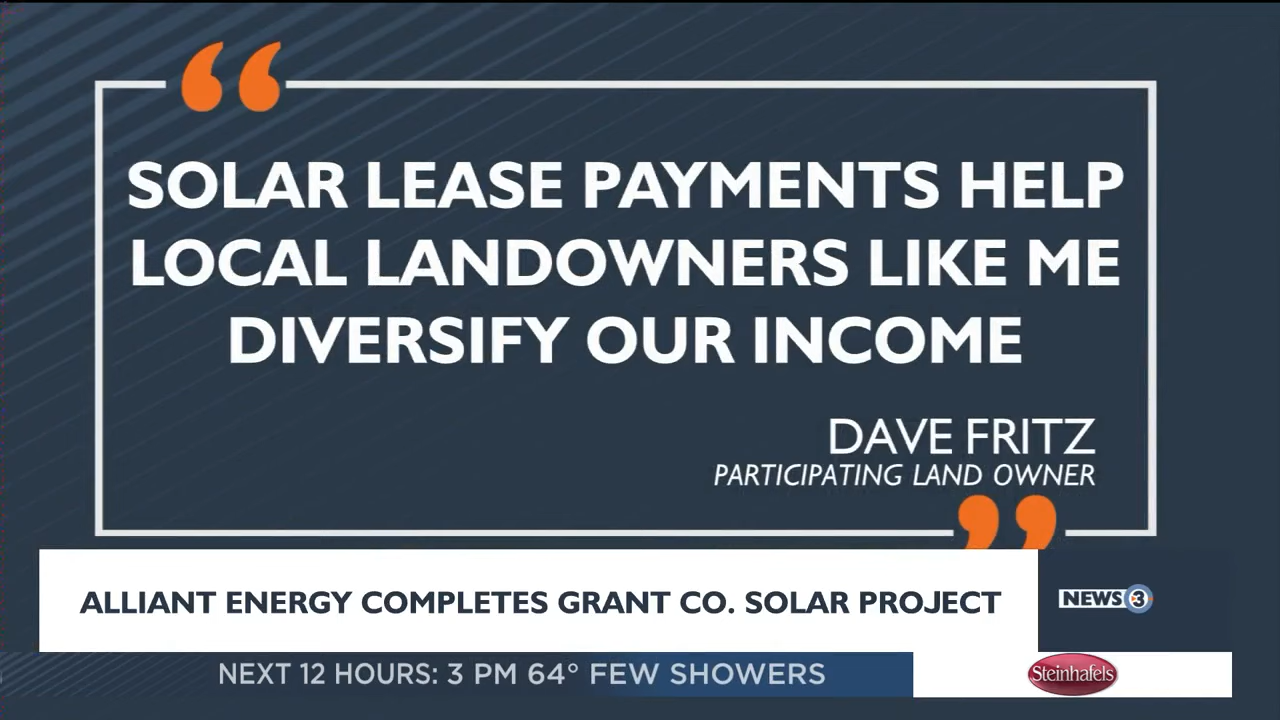 “
SOLAR LEASE PAYMENTS HELP
LOCAL LANDOWNERS LIKE ME
DIVERSIFY OUR INCOME
DAVE FRITZ
PARTICIPATING LAND OWNER
”
ALLIANT ENERGY COMPLETES GRANT CO. SOLAR PROJECT
NEWS 3
NEXT 12 HOURS: 3 PM 64° FEW SHOWERS
Steinhafels